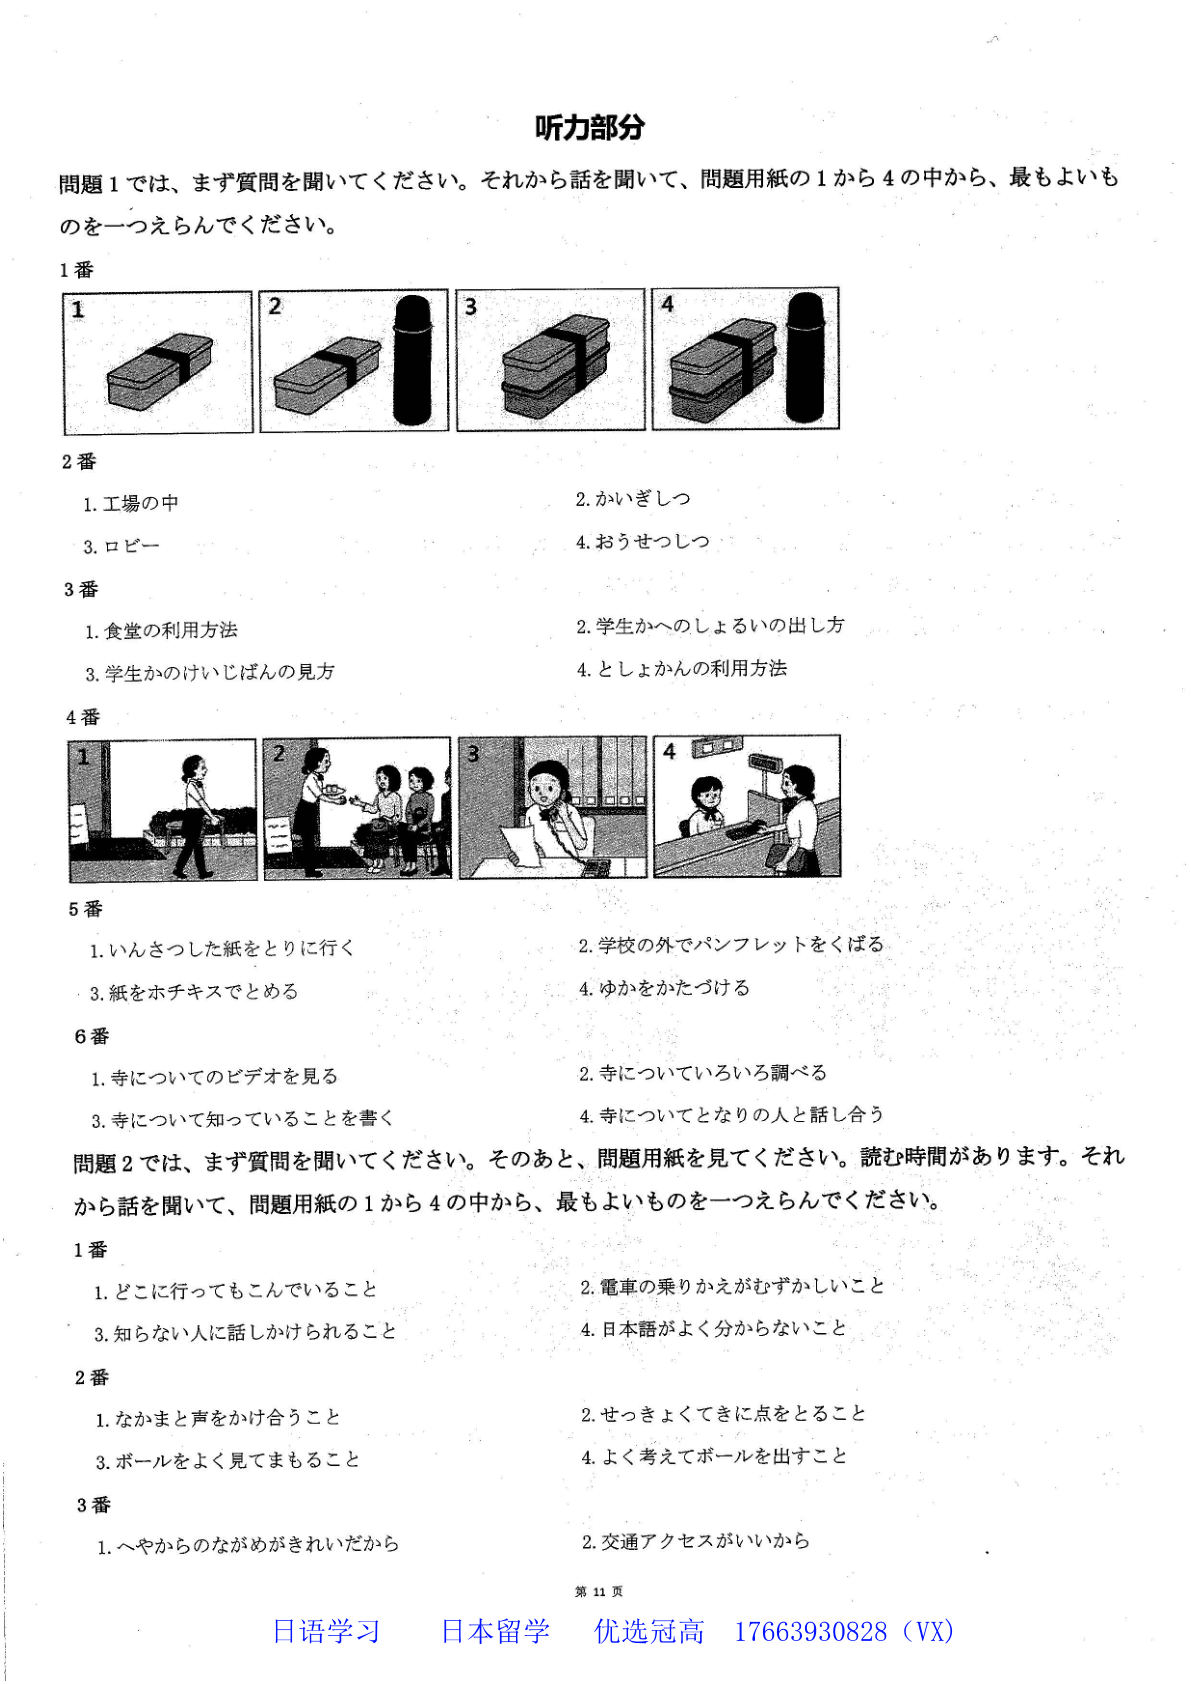 听力部分
問題1では、まず質問を聞いてください。それから話を聞いて、問題用紙の1から4の中から、最もよいも
のを一つえらんでください。
1番
1 2 3 4
2番
1. 工場の中 2. かいぎしつ
3. ロビー 4. おうせつしつ
3番
1. 食堂の利用方法 2. 学生かへのしょるいの出し方
3. 学生かのけいじばんの見方 4. としょかんの利用方法
4番
1 2 3 4
5番
1. いんさつした紙をとりに行く 2. 学校の外でパンフレットをくばる
3. 紙をホチキスでとめる 4. ゆかをかたづける
6番
1. 寺についてのビデオを見る 2. 寺についていろいろ調べる
3. 寺について知っていることを書く 4. 寺についてとなりの人と話し合う
問題2では、まず質問を聞いてください。そのあと、問題用紙を見てください。読む時間があります。それ
から話を聞いて、問題用紙の1から4の中から、最もよいものを一つえらんでください。
1番
1. どこに行ってもこんでいること 2. 電車の乗りかえがむずかしいこと
3. 知らない人に話しかけられること 4. 日本語がよく分からないこと
2番
1. なかまと声をかけ合うこと 2. せっきょくてきに点をとること
3. ボールをよく見てまもること 4. よく考えてボールを出すこと
3番
1. へやからのながめがきれいだから 2. 交通アクセスがいいから
第 11 页
日语学习 日本留学 优选冠高 17663930828（VX)